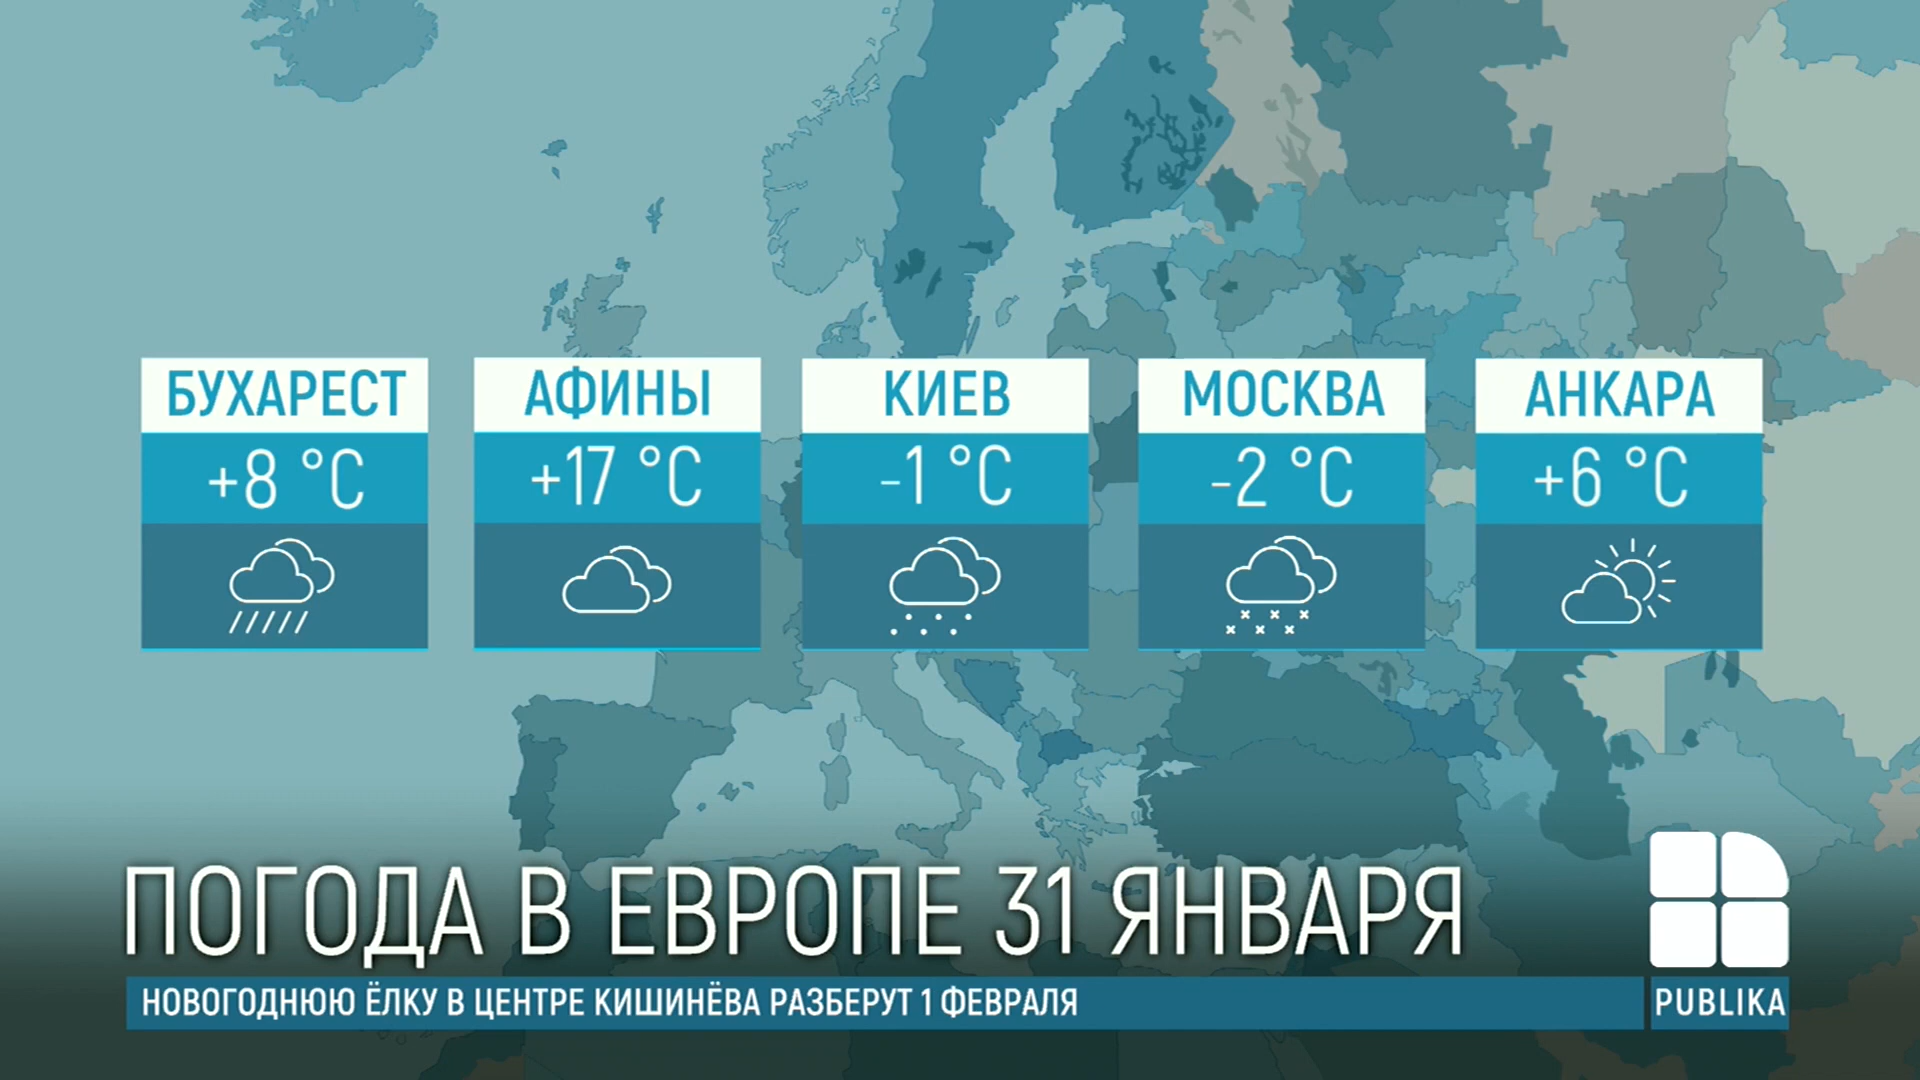 БУХАРЕСТ
+8 °C
АФИНЫ
+17 °C
КИЕВ
-1 °C
МОСКВА
-2 °C
АНКАРА
+6 °C
ПОГОДА В ЕВРОПЕ 31 ЯНВАРЯ
НОВОГОДНЮЮ ЁЛКУ В ЦЕНТРЕ КИШИНЁВА РАЗБЕРУТ 1 ФЕВРАЛЯ
PUBLIKA